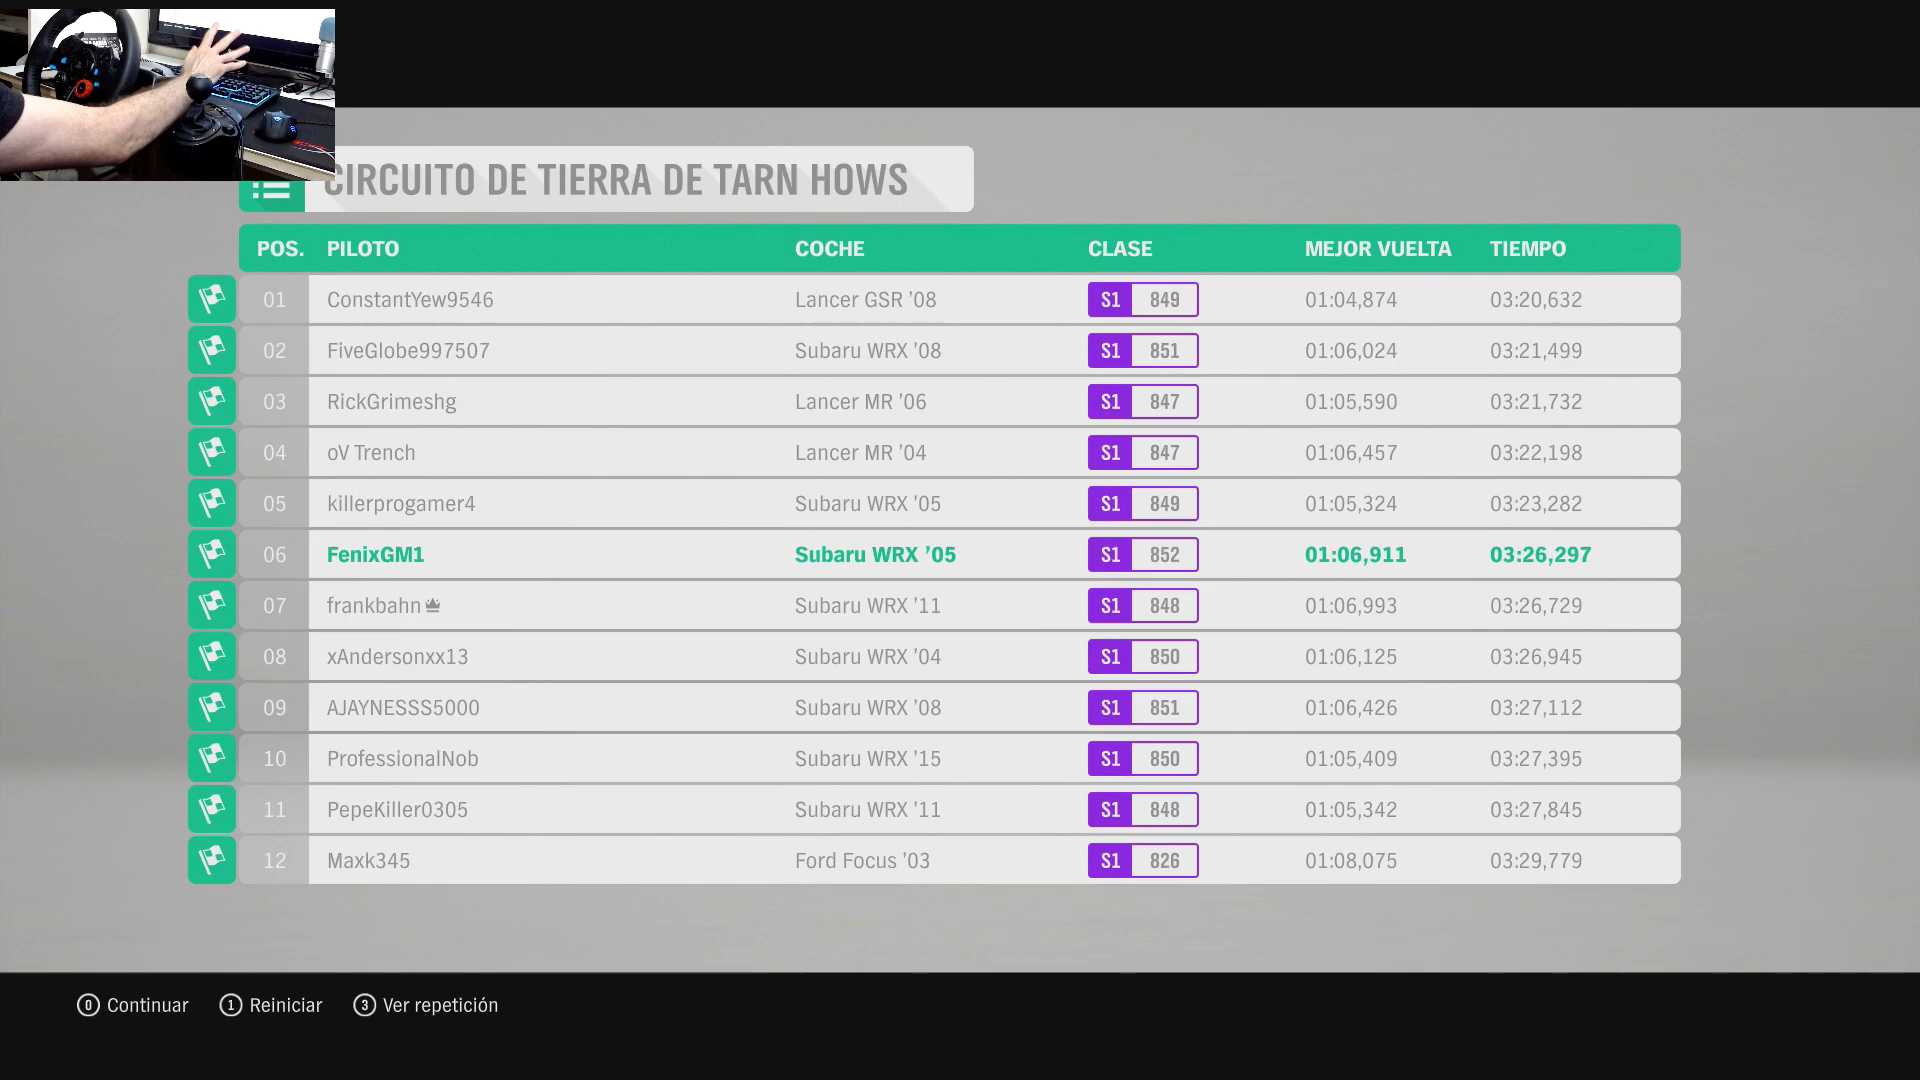 CIRCUITO DE TIERRA DE TARN HOWS
POS. PILOTO COCHE CLASE MEJOR VUELTA TIEMPO
01 ConstantYew9546 Lancer GSR ’08 S1 849 01:04,874 03:20,632
02 FiveGlobe997507 Subaru WRX ’08 S1 851 01:06,024 03:21,499
03 RickGrimeshg Lancer MR ’06 S1 847 01:05,590 03:21,732
04 oV Trench Lancer MR ’04 S1 847 01:06,457 03:22,198
05 killerprogamer4 Subaru WRX ’05 S1 849 01:05,324 03:23,282
06 FenixGM1 Subaru WRX ’05 S1 852 01:06,911 03:26,297
07 frankbahn Subaru WRX ’11 S1 848 01:06,993 03:26,729
08 xAndersonxx13 Subaru WRX ’04 S1 850 01:06,125 03:26,945
09 AJAYNESSS5000 Subaru WRX ’08 S1 851 01:06,426 03:27,112
10 ProfessionalNob Subaru WRX ’15 S1 850 01:05,409 03:27,395
11 PepeKiller0305 Subaru WRX ’11 S1 848 01:05,342 03:27,845
12 Maxk345 Ford Focus ’03 S1 826 01:08,075 03:29,779
0 Continuar 1 Reiniciar 3 Ver repetición